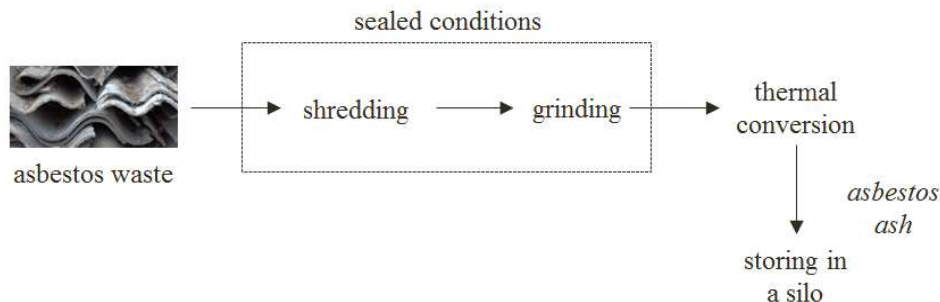 sealed conditions
asbestos waste
shredding
grinding
thermal
conversion
asbestos
ash
storing in
a silo